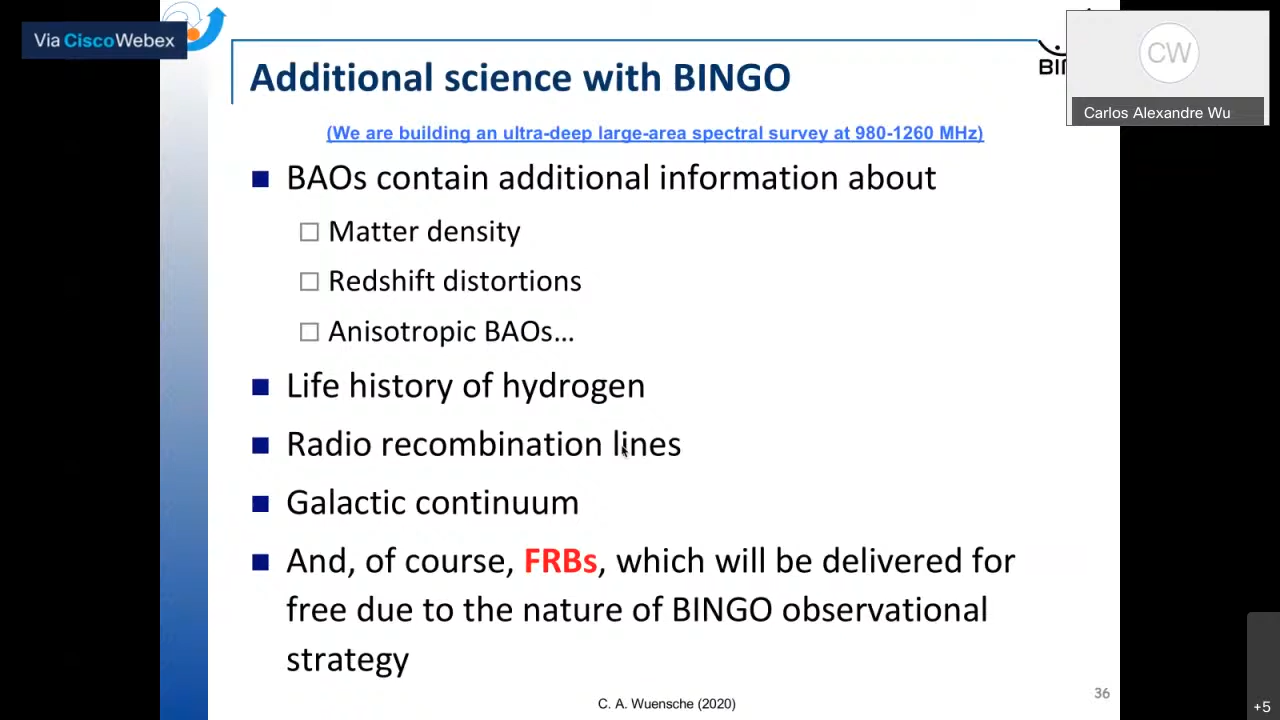 Via CiscoWebex
Additional science with BINGO
CW
Carlos Alexandre Wu
(We are building an ultra-deep large-area spectral survey at 980-1260 MHz)
■ BAOs contain additional information about
□ Matter density
□ Redshift distortions
□ Anisotropic BAOs…
■ Life history of hydrogen
■ Radio recombination lines
■ Galactic continuum
■ And, of course, FRBs, which will be delivered for
free due to the nature of BINGO observational
strategy
C. A. Wuensche (2020)
36
+5